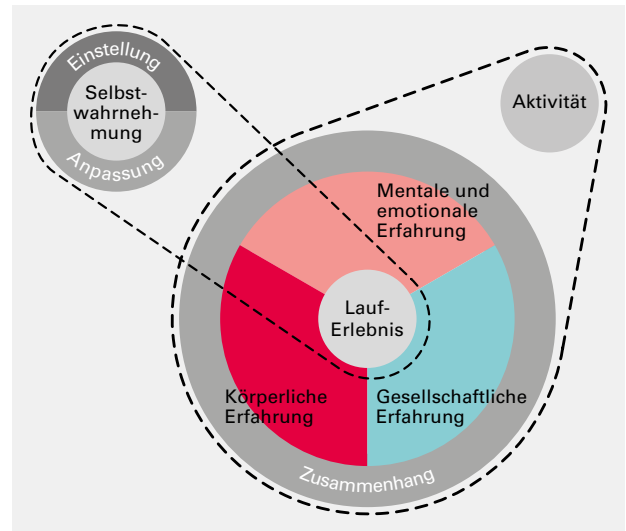 Einstellung
Selbst-
wahrneh-
mung
Anpassung
Aktivität
Mentale und
emotionale
Erfahrung
Lauf-
Erlebnis
Körperliche
Erfahrung
Gesellschaftliche
Erfahrung
Zusammenhang